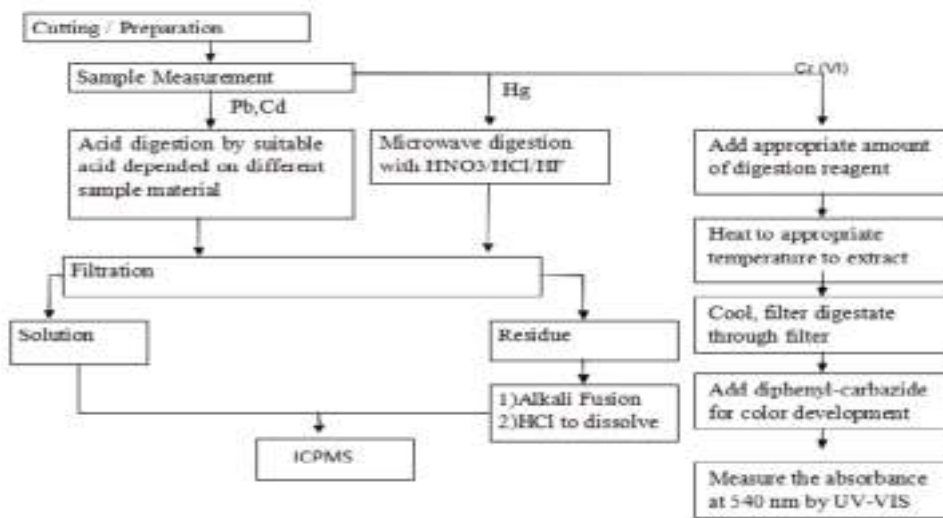 Cutting / Preparation
Sample Measurement
Cr (VI)
Hg
Pb,Cd
Acid digestion by suitable
acid depended on different
sample material
Microwave digestion
with HNO3/HCl/HF
Add appropriate amount
of digestion reagent
Heat to appropriate
temperature to extract
Filtration
Cool, filter digestate
through filter
Solution
Residue
1)Alkali Fusion
2)HCl to dissolve
Add diphenyl-carbazide
for color development
ICPMS
Measure the absorbance
at 540 nm by UV-VIS